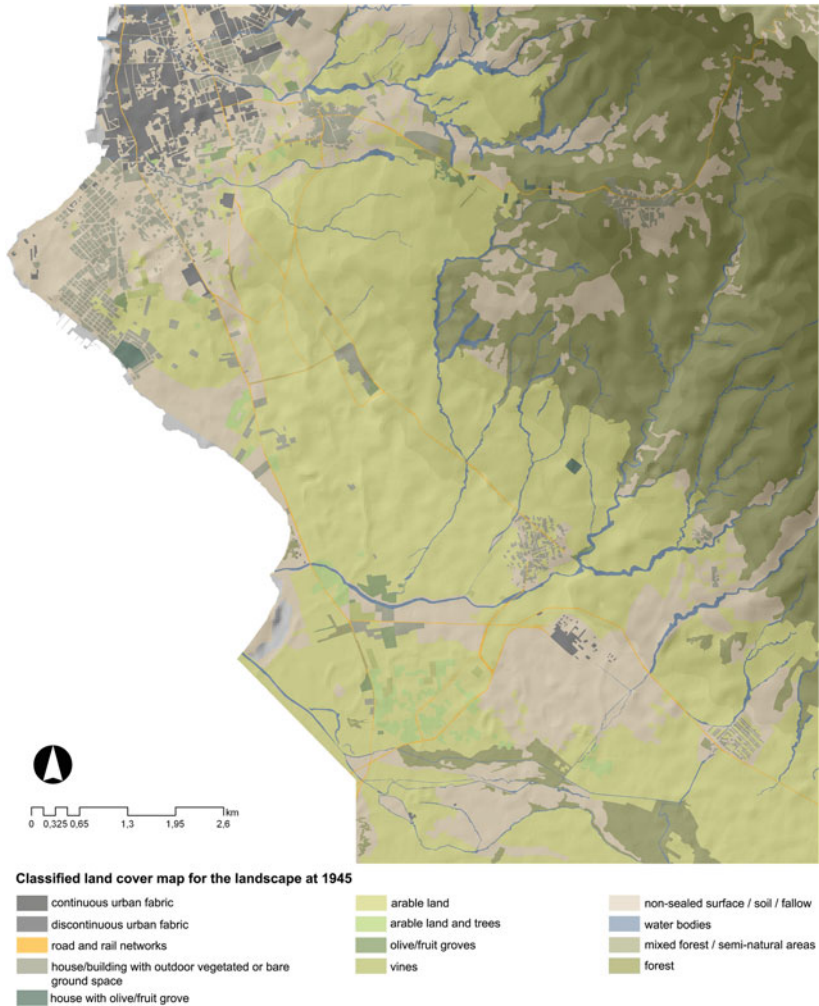 km
0 0,325 0,65 1,3 1,95 2,6
Classified land cover map for the landscape at 1945
continuous urban fabric
discontinuous urban fabric
road and rail networks
house/building with outdoor vegetated or bare
ground space
house with olive/fruit grove
arable land
arable land and trees
olive/fruit groves
vines
non-sealed surface / soil / fallow
water bodies
mixed forest / semi-natural areas
forest